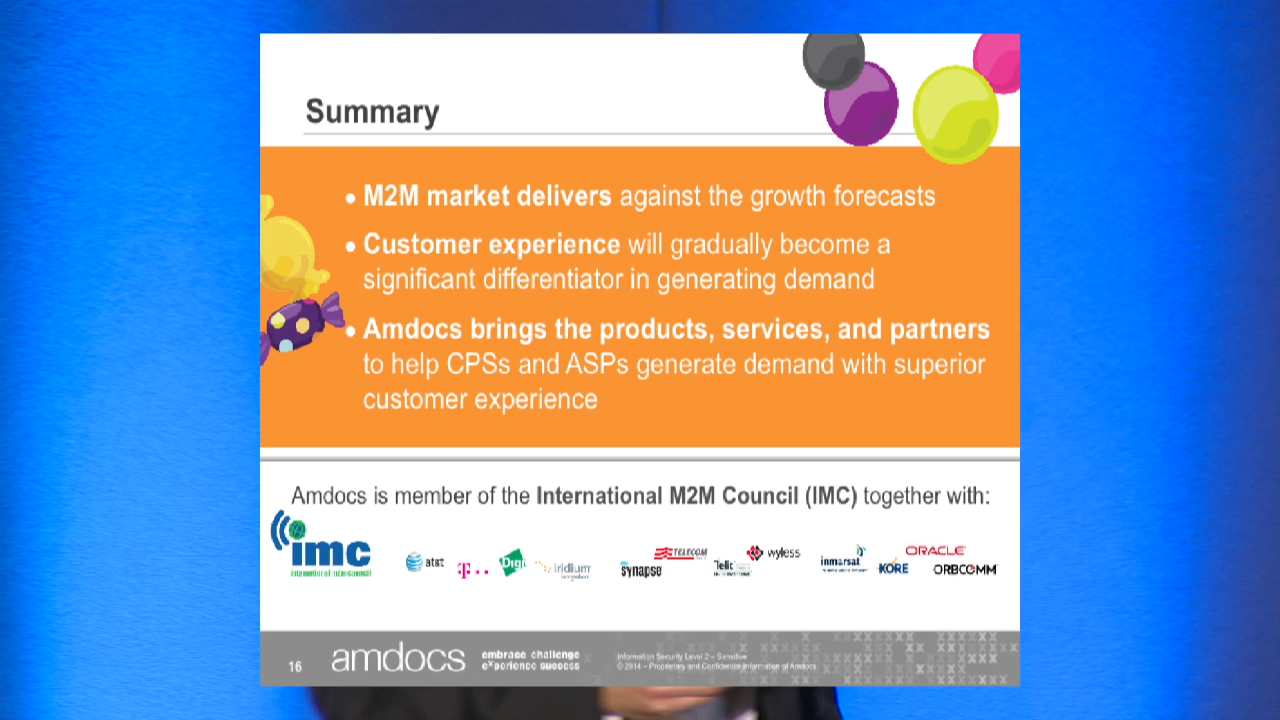 Summary
• M2M market delivers against the growth forecasts
• Customer experience will gradually become a
significant differentiator in generating demand
• Amdocs brings the products, services, and partners
to help CPSs and ASPs generate demand with superior
customer experience
Amdocs is member of the International M2M Council (IMC) together with:
imc
at&t
T
Digi
iridium
synapse
TELECOM
Telit
wyless
inmarsat
KORE
ORACLE
ORBCOMM
16
amdocs
embrace challenge
experience success
Information Security Level 2 – Sensitive
© 2014 – Proprietary and Confidential Information of Amdocs